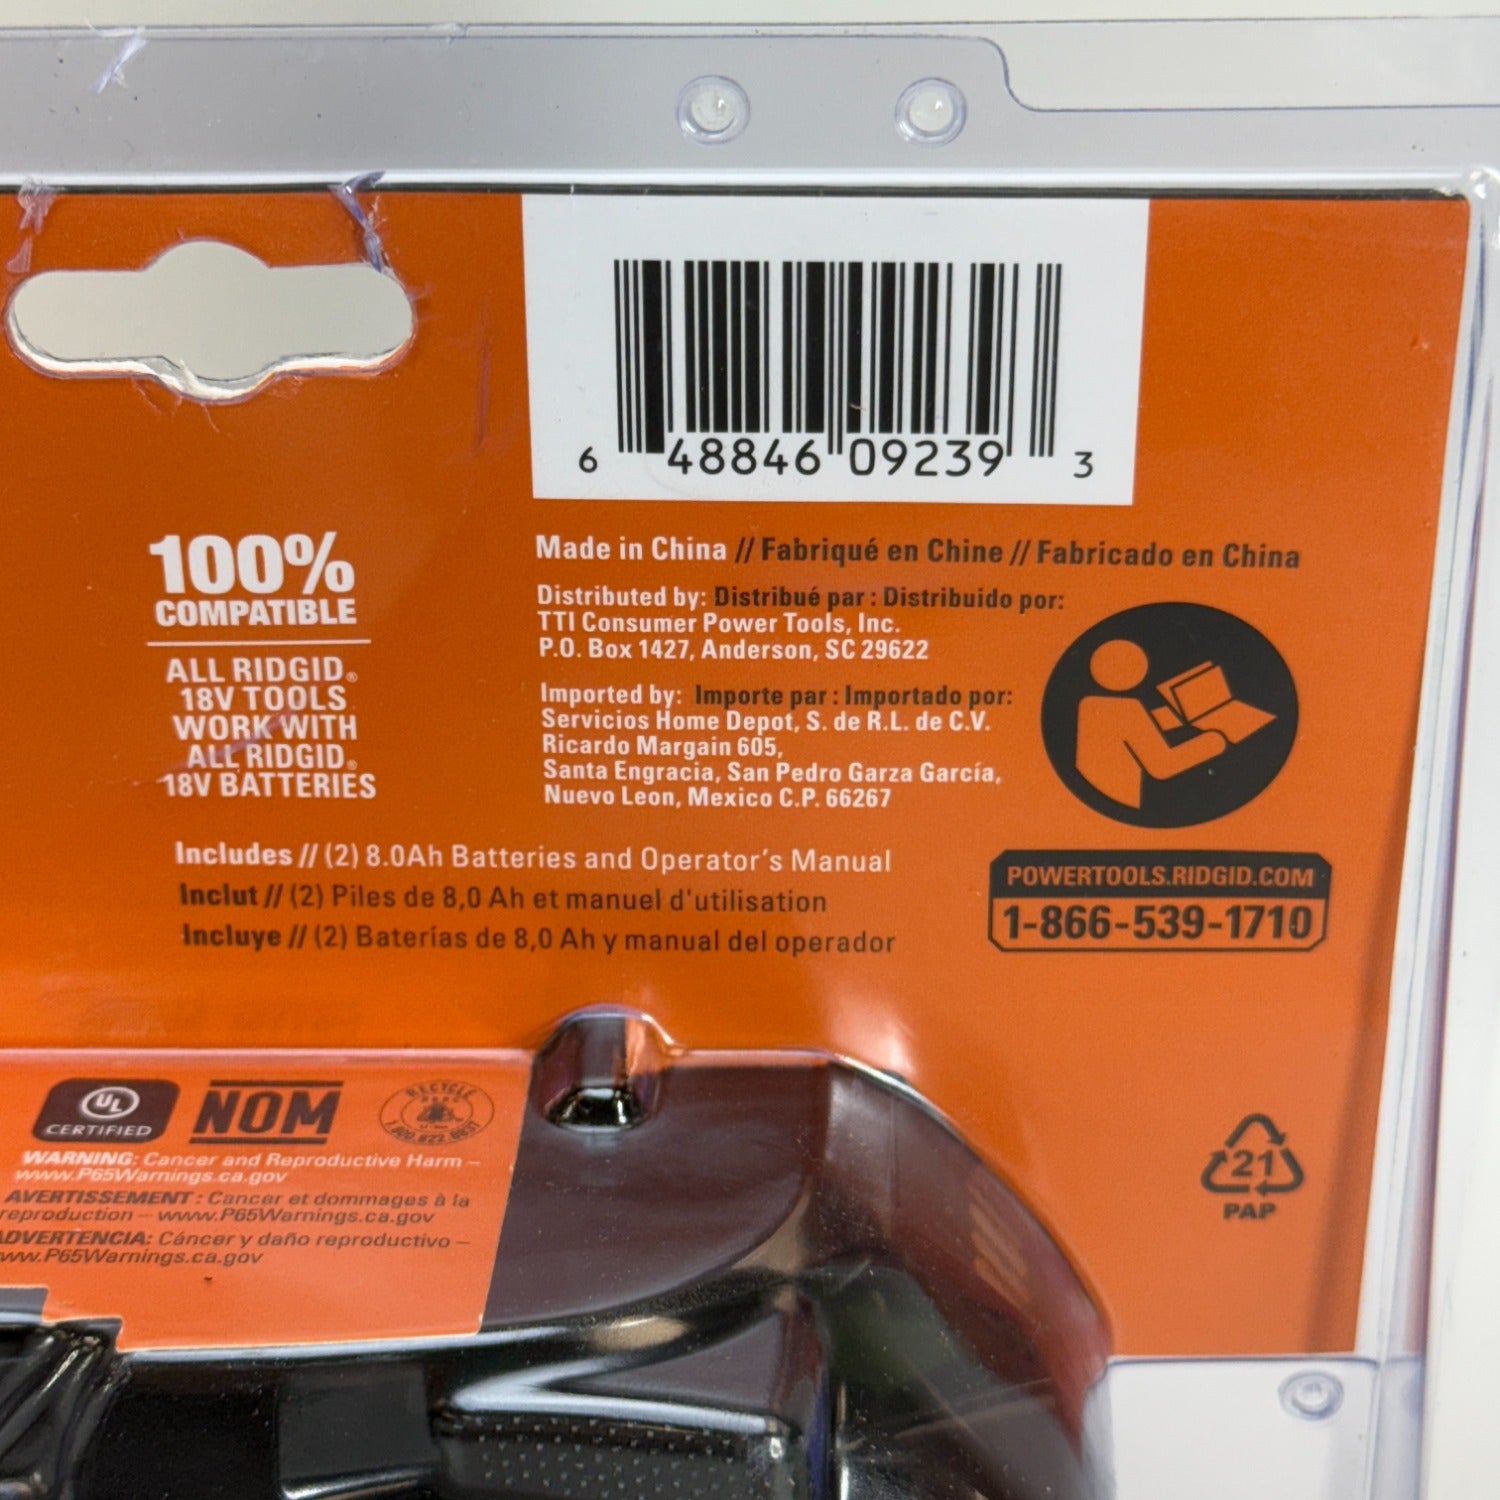 6 48846 09239 3
100%
COMPATIBLE
ALL RIDGID®
18V TOOLS
WORK WITH
ALL RIDGID®
18V BATTERIES
Made in China // Fabriqué en Chine // Fabricado en China
Distributed by: Distribué par : Distribuido por:
TTI Consumer Power Tools, Inc.
P.O. Box 1427, Anderson, SC 29622
Imported by: Importe par : Importado por:
Servicios Home Depot, S. de R.L. de C.V.
Ricardo Margain 605,
Santa Engracia, San Pedro Garza García,
Nuevo Leon, Mexico C.P. 66267
POWERTOOLS.RIDGID.COM
1-866-539-1710
Includes // (2) 8.0Ah Batteries and Operator's Manual
Inclut // (2) Piles de 8,0 Ah et manuel d'utilisation
Incluye // (2) Baterías de 8,0 Ah y manual del operador
UL
CERTIFIED
NOM
RECYCLE
1.800.822.8837
WARNING: Cancer and Reproductive Harm –
www.P65Warnings.ca.gov
AVERTISSEMENT : Cancer et dommages à la
reproduction – www.P65Warnings.ca.gov
ADVERTENCIA: Cáncer y daño reproductivo –
www.P65Warnings.ca.gov
21
PAP